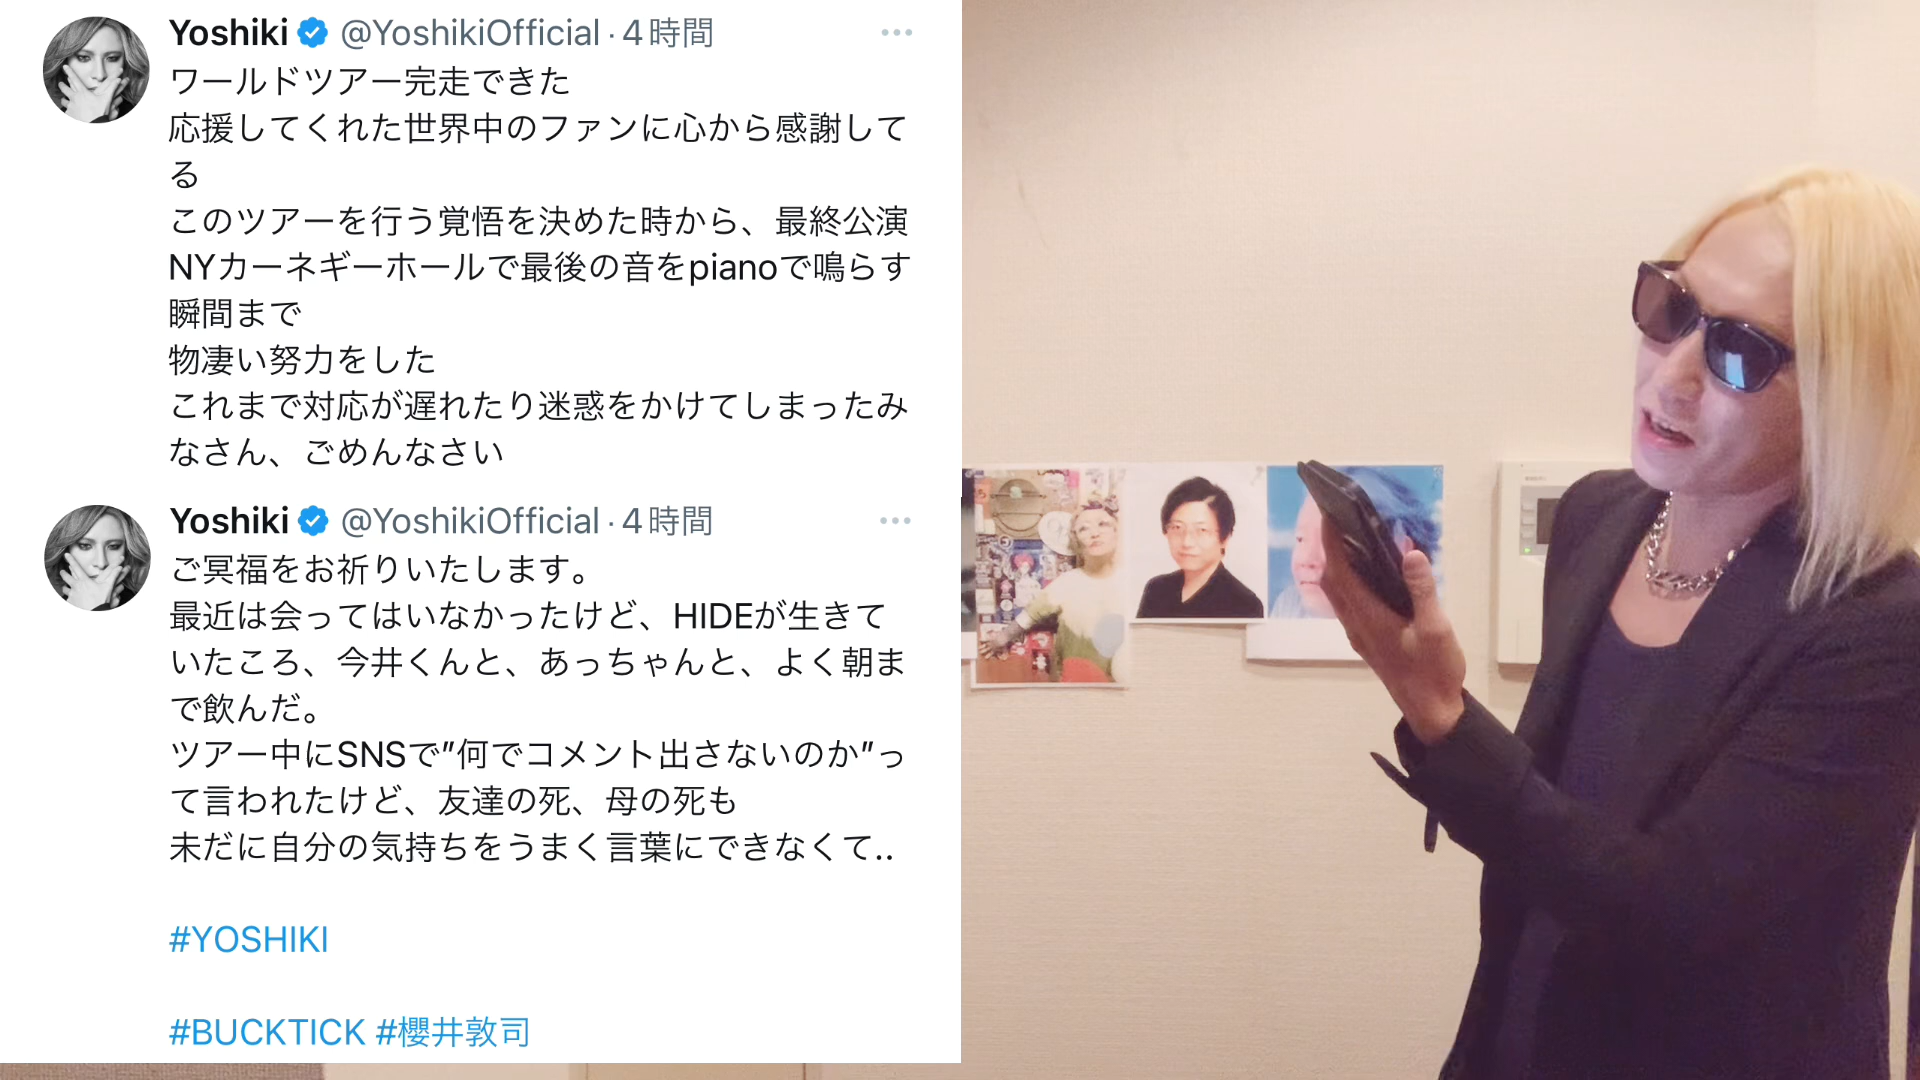 Yoshiki @YoshikiOfficial · 4時間
ワールドツアー完走できた
応援してくれた世界中のファンに心から感謝して
る
このツアーを行う覚悟を決めた時から、最終公演
NYカーネギーホールで最後の音をpianoで鳴らす
瞬間まで
物凄い努力をした
これまで対応が遅れたり迷惑をかけてしまったみ
なさん、ごめんなさい
Yoshiki @YoshikiOfficial · 4時間
ご冥福をお祈りいたします。
最近は会ってはいなかったけど、HIDEが生きて
いたころ、今井くんと、あっちゃんと、よく朝ま
で飲んだ。
ツアー中にSNSで”何でコメント出さないのか”っ
て言われたけど、友達の死、母の死も
未だに自分の気持ちをうまく言葉にできなくて..
#YOSHIKI
#BUCKTICK #櫻井敦司